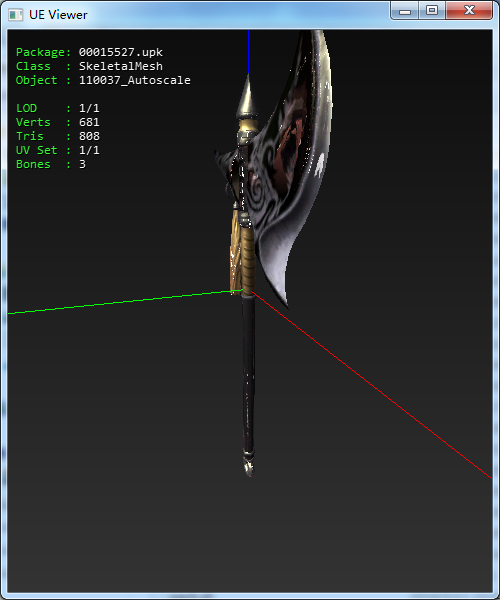 UE Viewer
Package: 00015527.upk
Class  : SkeletalMesh
Object : 110037_Autoscale
LOD    : 1/1
Verts  : 681
Tris   : 808
UV Set : 1/1
Bones  : 3